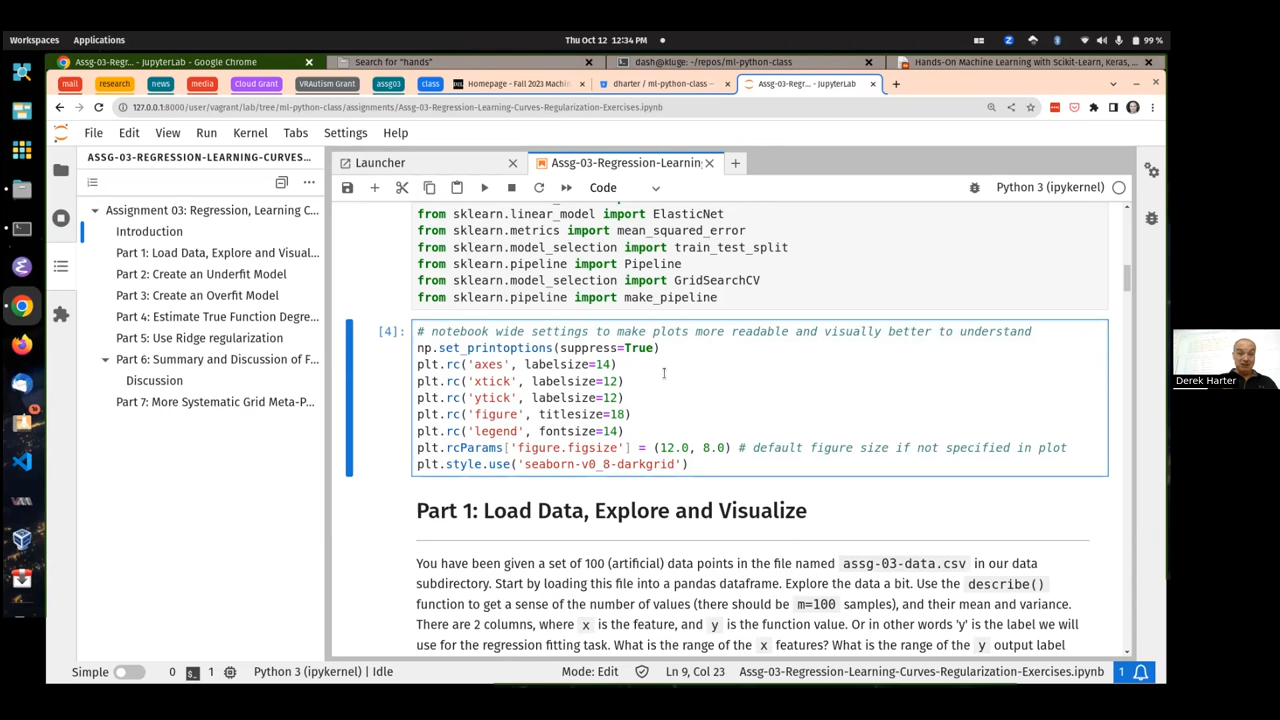 Workspaces Applications Thu Oct 12 12:34 PM 99 %
Assg-03-Regr... - JupyterLab - Google Chrome Search for "hands" dash@kluge: ~/repos/ml-python-class Hands-On Machine Learning with Scikit-Learn, Keras, ...
mail research news media Cloud Grant VRAutism Grant assg03 class Homepage - Fall 2023 Machin dharter / ml-python-class — Assg-03-Regr... - JupyterLab
127.0.0.1:8000/user/vagrant/lab/tree/ml-python-class/assignments/Assg-03-Regression-Learning-Curves-Regularization-Exercises.ipynb
File Edit View Run Kernel Tabs Settings Help
ASSG-03-REGRESSION-LEARNING-CURVES...
Assignment 03: Regression, Learning C...
Introduction
Part 1: Load Data, Explore and Visual...
Part 2: Create an Underfit Model
Part 3: Create an Overfit Model
Part 4: Estimate True Function Degre...
Part 5: Use Ridge regularization
Part 6: Summary and Discussion of F...
Discussion
Part 7: More Systematic Grid Meta-P...
Launcher Assg-03-Regression-Learnin
Code Python 3 (ipykernel)
from sklearn.linear_model import ElasticNet
from sklearn.metrics import mean_squared_error
from sklearn.model_selection import train_test_split
from sklearn.pipeline import Pipeline
from sklearn.model_selection import GridSearchCV
from sklearn.pipeline import make_pipeline
[4]: # notebook wide settings to make plots more readable and visually better to understand
np.set_printoptions(suppress=True)
plt.rc('axes', labelsize=14)
plt.rc('xtick', labelsize=12)
plt.rc('ytick', labelsize=12)
plt.rc('figure', titlesize=18)
plt.rc('legend', fontsize=14)
plt.rcParams['figure.figsize'] = (12.0, 8.0) # default figure size if not specified in plot
plt.style.use('seaborn-v0_8-darkgrid')
Part 1: Load Data, Explore and Visualize
You have been given a set of 100 (artificial) data points in the file named assg-03-data.csv in our data
subdirectory. Start by loading this file into a pandas dataframe. Explore the data a bit. Use the describe()
function to get a sense of the number of values (there should be m=100 samples), and their mean and variance.
There are 2 columns, where x is the feature, and y is the function value. Or in other words 'y' is the label we will
use for the regression fitting task. What is the range of the x features? What is the range of the y output label
Simple 0 1 Python 3 (ipykernel) | Idle Mode: Edit Ln 9, Col 23 Assg-03-Regression-Learning-Curves-Regularization-Exercises.ipynb 1
Derek Harter